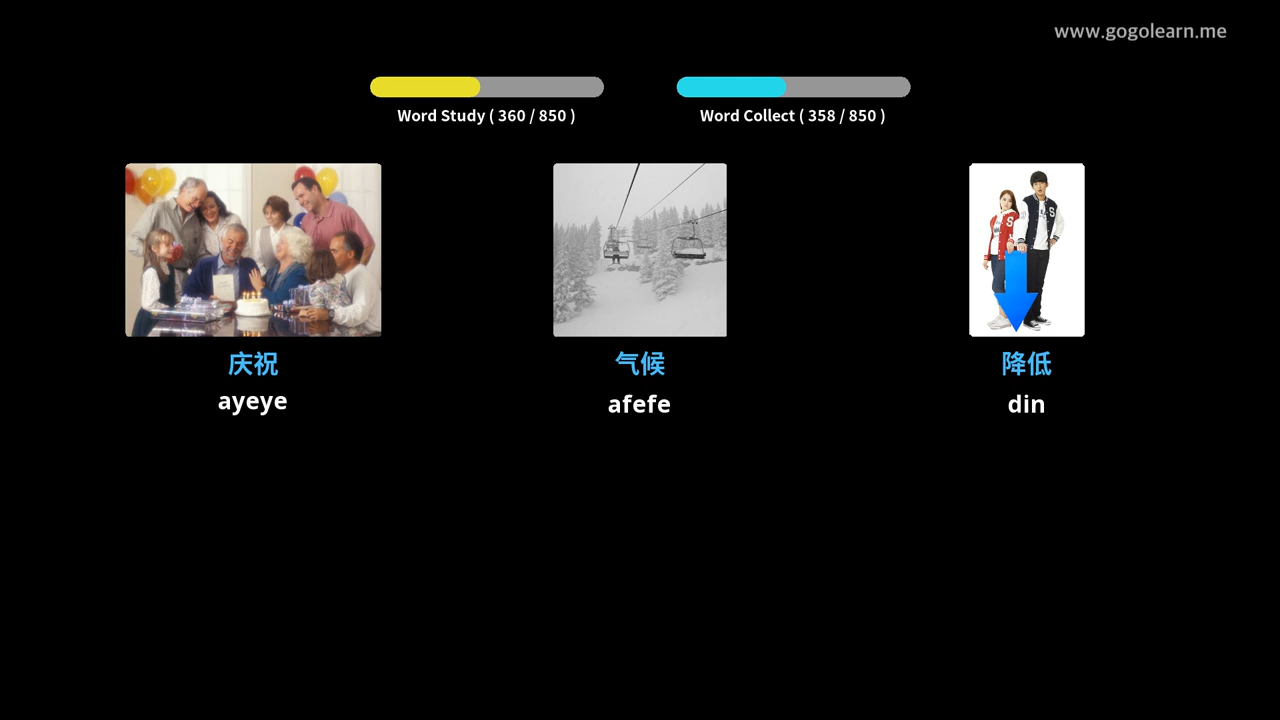 www.gogolearn.me
Word Study ( 360 / 850 )
Word Collect ( 358 / 850 )
庆祝
气候
降低
ayeye
afefe
din